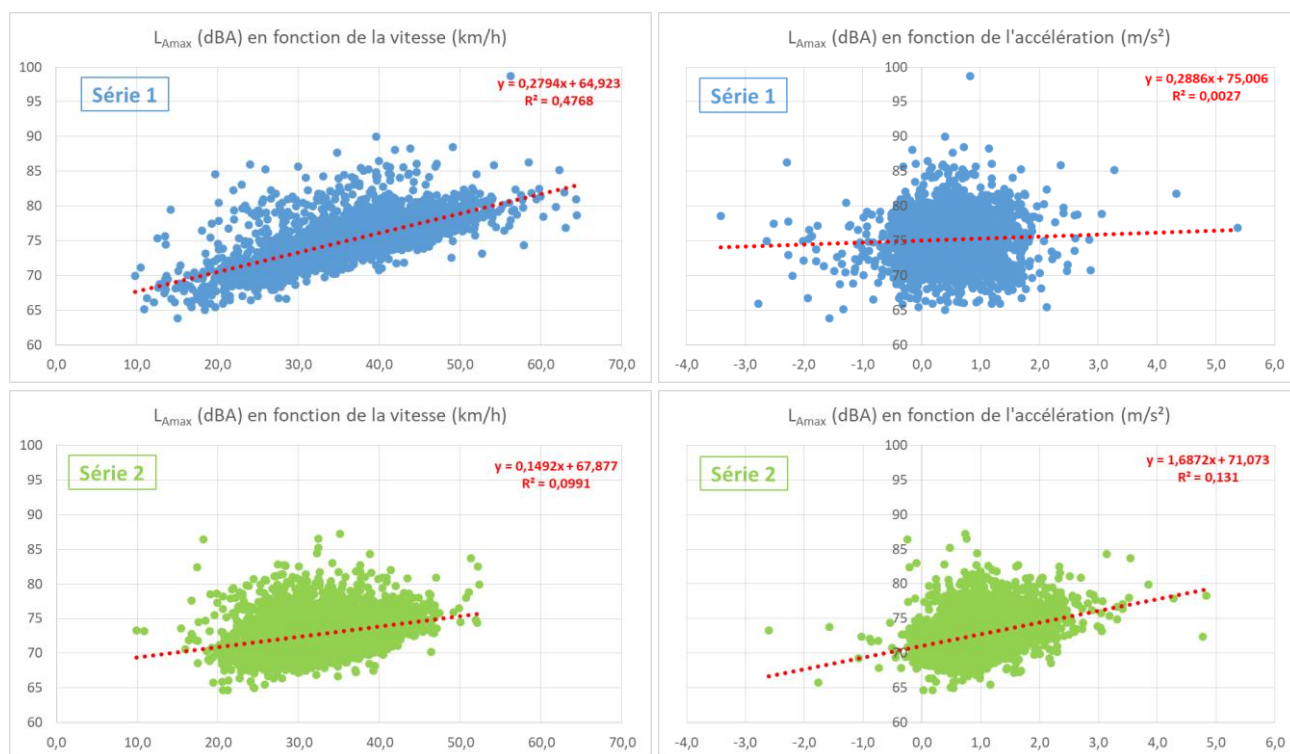 L_Amax (dBA) en fonction de la vitesse (km/h)
100
95
90
85
80
75
70
65
60
0,0 10,0 20,0 30,0 40,0 50,0 60,0 70,0
Série 1
y = 0,2794x + 64,923
R² = 0,4768
L_Amax (dBA) en fonction de l'accélération (m/s²)
100
95
90
85
80
75
70
65
60
-4,0 -3,0 -2,0 -1,0 0,0 1,0 2,0 3,0 4,0 5,0 6,0
Série 1
y = 0,2886x + 75,006
R² = 0,0027
L_Amax (dBA) en fonction de la vitesse (km/h)
100
95
90
85
80
75
70
65
60
0,0 10,0 20,0 30,0 40,0 50,0 60,0 70,0
Série 2
y = 0,1492x + 67,877
R² = 0,0991
L_Amax (dBA) en fonction de l'accélération (m/s²)
100
95
90
85
80
75
70
65
60
-4,0 -3,0 -2,0 -1,0 0,0 1,0 2,0 3,0 4,0 5,0 6,0
Série 2
y = 1,6872x + 71,073
R² = 0,131